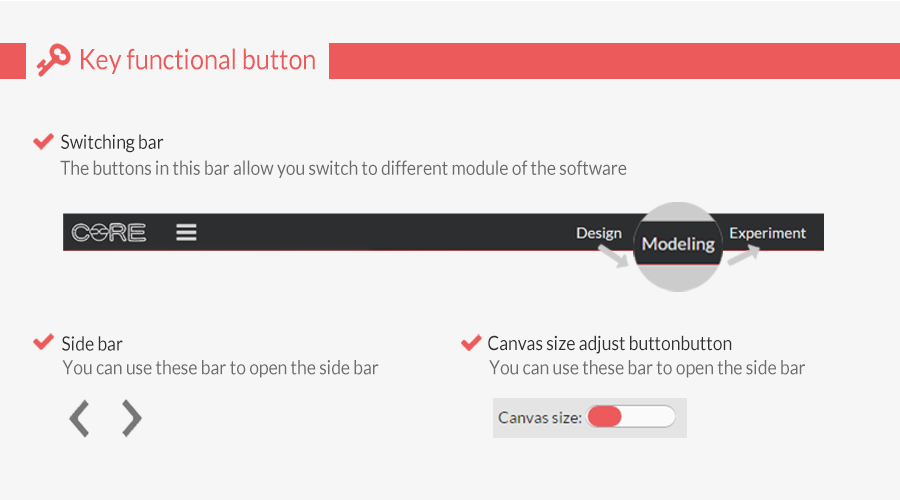 Key functional button
Switching bar
The buttons in this bar allow you switch to different module of the software
CORE
Design Modeling Experiment
Side bar
You can use these bar to open the side bar
Canvas size adjust buttonbutton
You can use these bar to open the side bar
Canvas size: